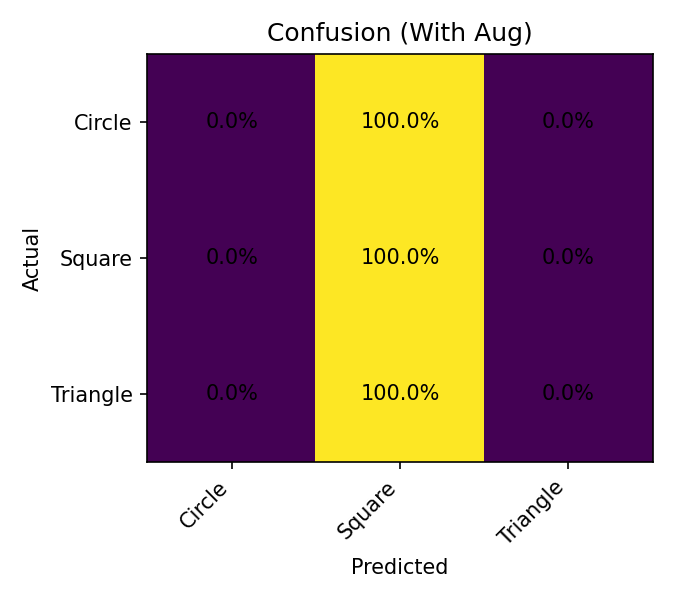 Confusion (With Aug)
Actual
Circle
0.0% 100.0% 0.0%
Square
0.0% 100.0% 0.0%
Triangle
0.0% 100.0% 0.0%
Circle Square Triangle
Predicted